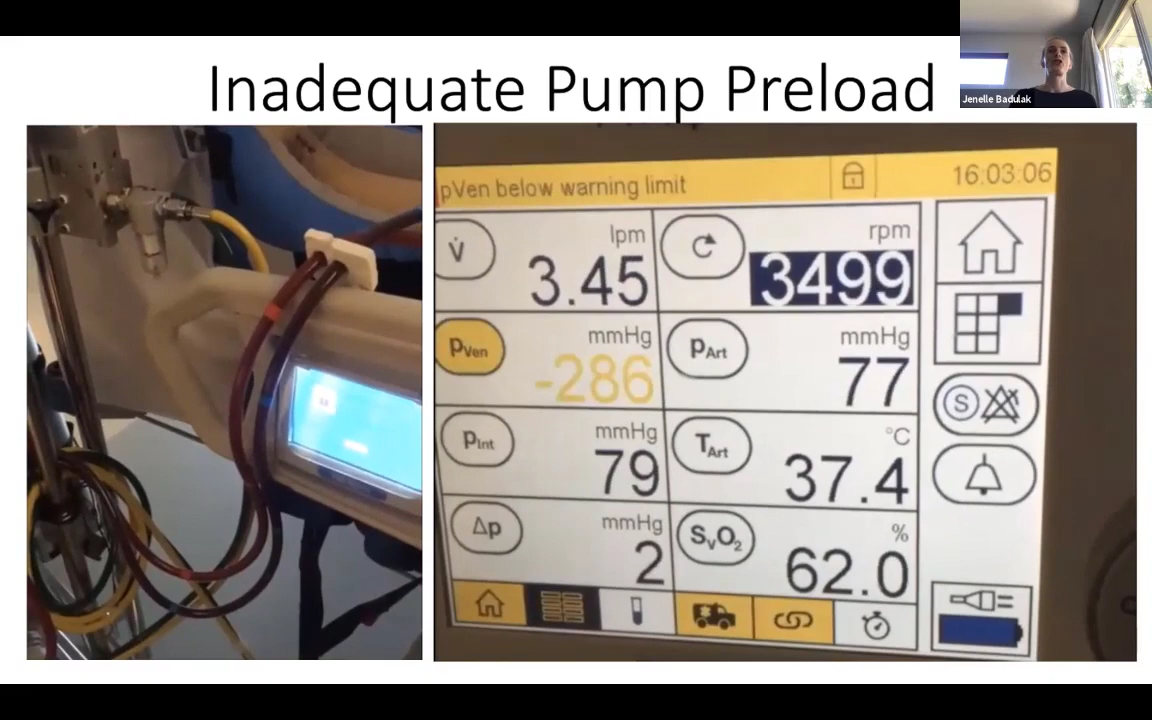 Inadequate Pump Preload
Jenelle Badulak
pVen below warning limit
16:03:06
V̇
lpm
3.45
rpm
3499
pVen
mmHg
-286
pArt
mmHg
77
pInt
mmHg
79
TArt
°C
37.4
Δp
mmHg
2
SvO2
%
62.0
S